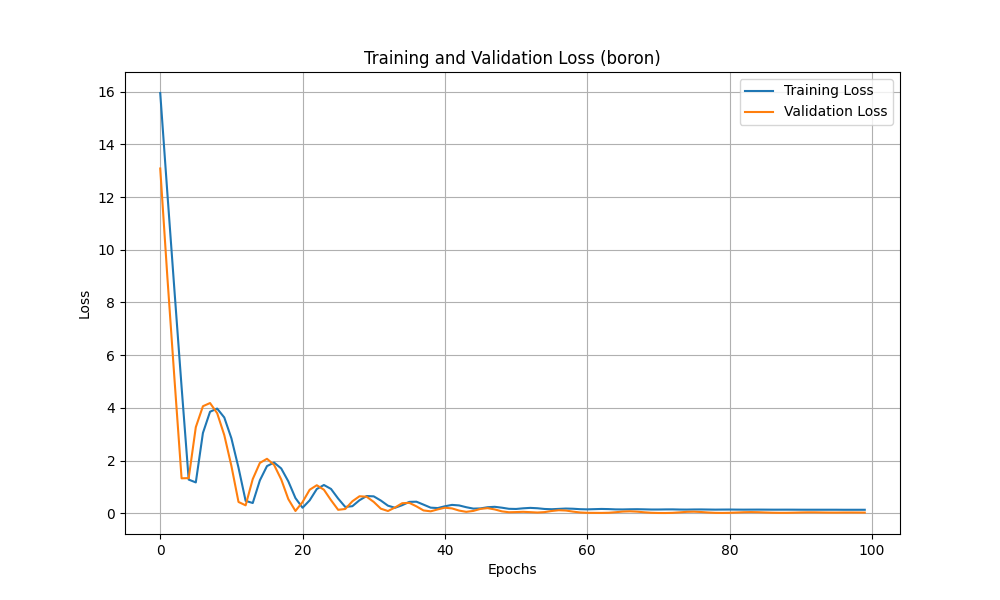 Training and Validation Loss (boron)
Training Loss
Validation Loss
16
14
12
10
8
6
4
2
0
Loss
0 20 40 60 80 100
Epochs